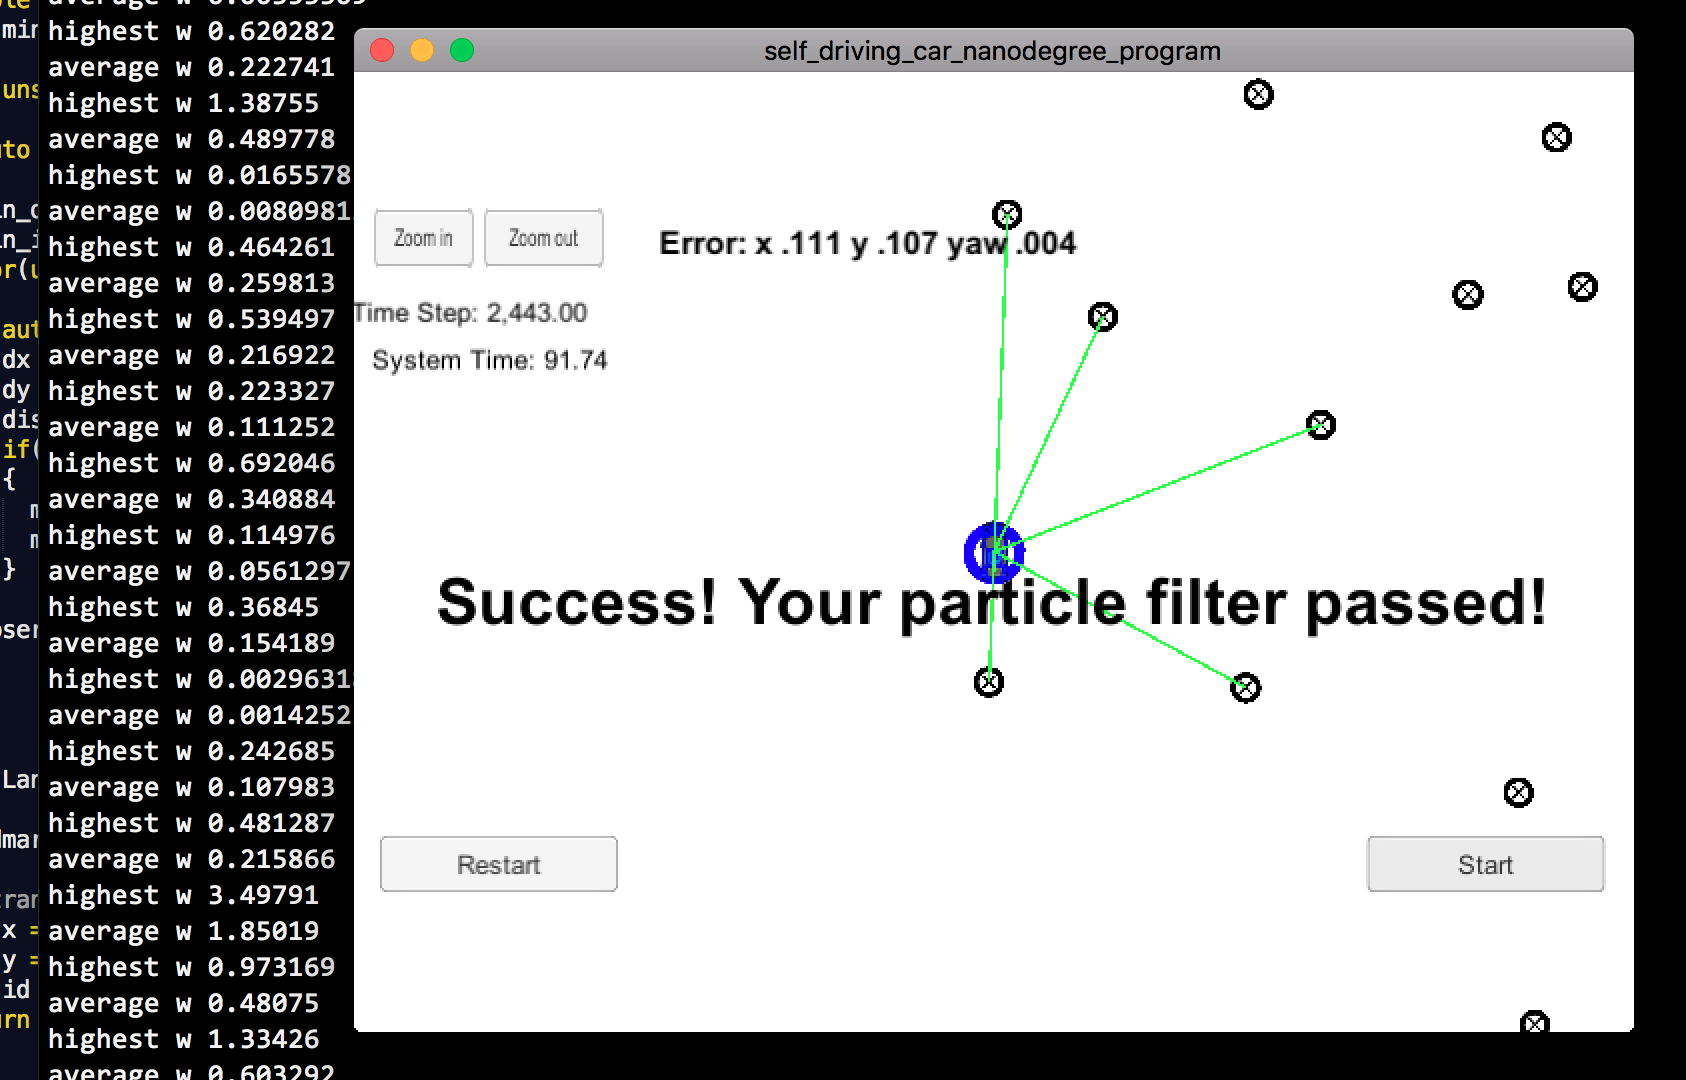 highest w 0.620282
average w 0.222741
highest w 1.38755
average w 0.489778
highest w 0.0165578
average w 0.0080981
highest w 0.464261
average w 0.259813
highest w 0.539497
average w 0.216922
highest w 0.223327
average w 0.111252
highest w 0.692046
average w 0.340884
highest w 0.114976
average w 0.0561297
highest w 0.36845
average w 0.154189
highest w 0.0029631
average w 0.0014252
highest w 0.242685
average w 0.107983
highest w 0.481287
average w 0.215866
highest w 3.49791
average w 1.85019
highest w 0.973169
average w 0.48075
highest w 1.33426
average w 0.603292
self_driving_car_nanodegree_program
Zoom in
Zoom out
Error: x .111 y .107 yaw .004
Time Step: 2,443.00
System Time: 91.74
Success! Your particle filter passed!
Restart
Start
dx
dy
if(
{
}
x =
y =
id